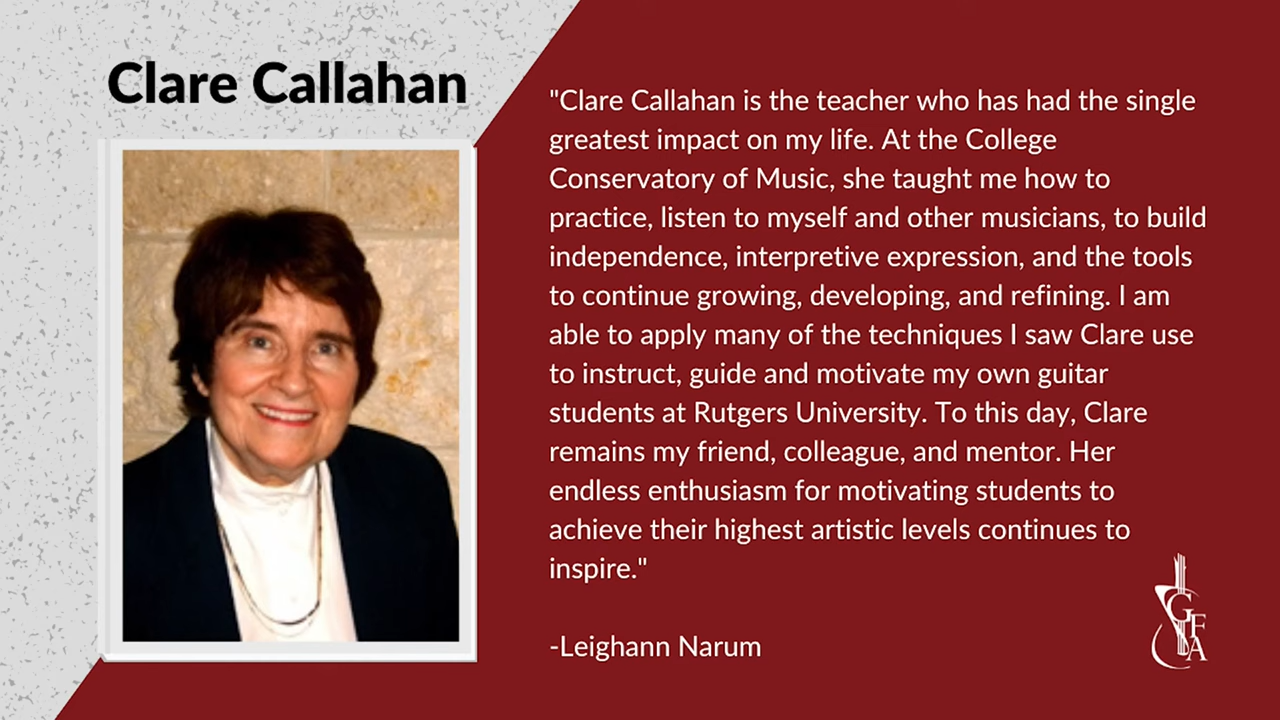 Clare Callahan
"Clare Callahan is the teacher who has had the single
greatest impact on my life. At the College
Conservatory of Music, she taught me how to
practice, listen to myself and other musicians, to build
independence, interpretive expression, and the tools
to continue growing, developing, and refining. I am
able to apply many of the techniques I saw Clare use
to instruct, guide and motivate my own guitar
students at Rutgers University. To this day, Clare
remains my friend, colleague, and mentor. Her
endless enthusiasm for motivating students to
achieve their highest artistic levels continues to
inspire."
-Leighann Narum
GFA